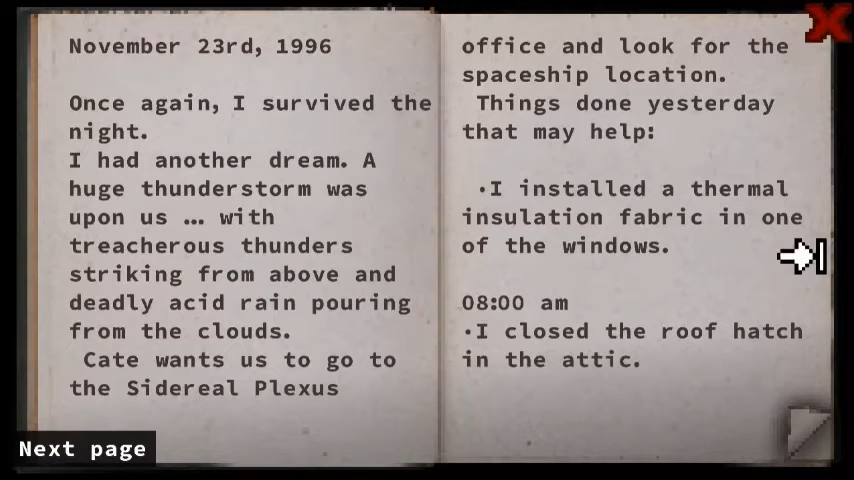 November 23rd, 1996
Once again, I survived the
night.
I had another dream. A
huge thunderstorm was
upon us … with
treacherous thunders
striking from above and
deadly acid rain pouring
from the clouds.
Cate wants us to go to
the Sidereal Plexus
office and look for the
spaceship location.
Things done yesterday
that may help:
·I installed a thermal
insulation fabric in one
of the windows.
08:00 am
·I closed the roof hatch
in the attic.
Next page